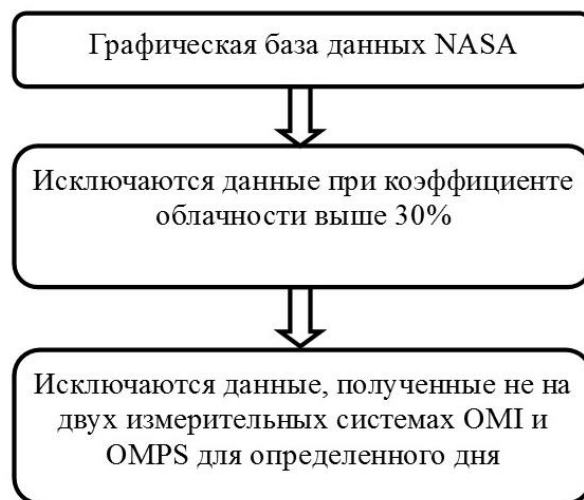 Графическая база данных NASA
Исключаются данные при коэффициенте
облачности выше 30%
Исключаются данные, полученные не на
двух измерительных системах OMI и
OMPS для определенного дня